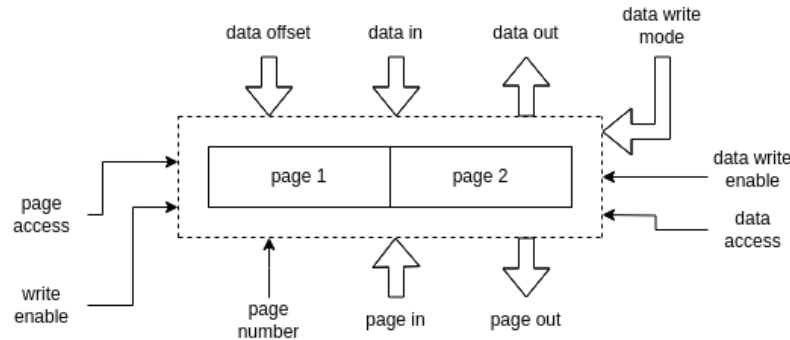 data write
mode
data offset
data in
data out
page 1
page 2
data write
enable
page
access
data
access
write
enable
page
number
page in
page out